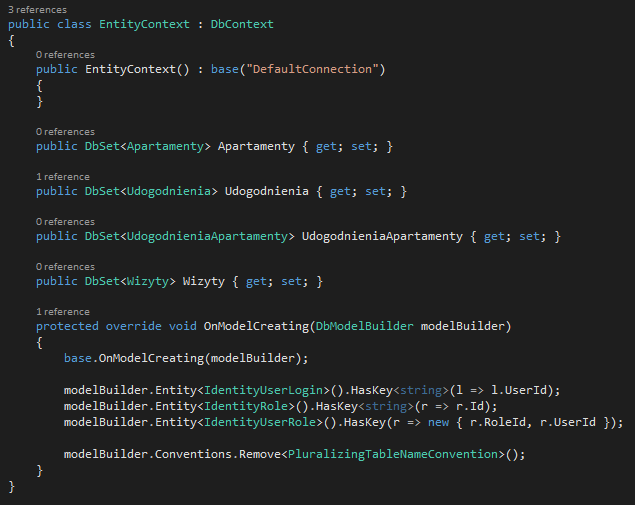 3 references
public class EntityContext : DbContext
{
0 references
public EntityContext() : base("DefaultConnection")
{
}
0 references
public DbSet<Apartamenty> Apartamenty { get; set; }
1 reference
public DbSet<Udogodnienia> Udogodnienia { get; set; }
0 references
public DbSet<UdogodnieniaApartamenty> UdogodnieniaApartamenty { get; set; }
0 references
public DbSet<Wizyty> Wizyty { get; set; }
1 reference
protected override void OnModelCreating(DbModelBuilder modelBuilder)
{
base.OnModelCreating(modelBuilder);
modelBuilder.Entity<IdentityUserLogin>().HasKey<string>(l => l.UserId);
modelBuilder.Entity<IdentityRole>().HasKey<string>(r => r.Id);
modelBuilder.Entity<IdentityUserRole>().HasKey(r => new { r.RoleId, r.UserId });
modelBuilder.Conventions.Remove<PluralizingTableNameConvention>();
}
}